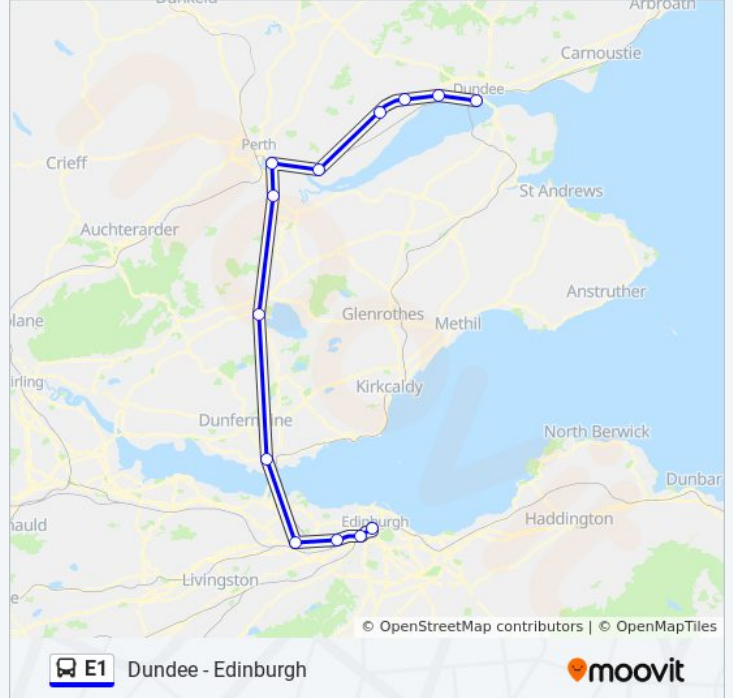 Dunkeld
Arbroath
Carnoustie
Dundee
Perth
Crieff
St Andrews
Auchterarder
Anstruther
Glenrothes
lane
Methil
irling
Kirkcaldy
Dunfermline
North Berwick
Dunbar
Edinburgh
Haddington
auld
Livingston
e
© OpenStreetMap contributors | © OpenMapTiles
E1 Dundee - Edinburgh
moovit